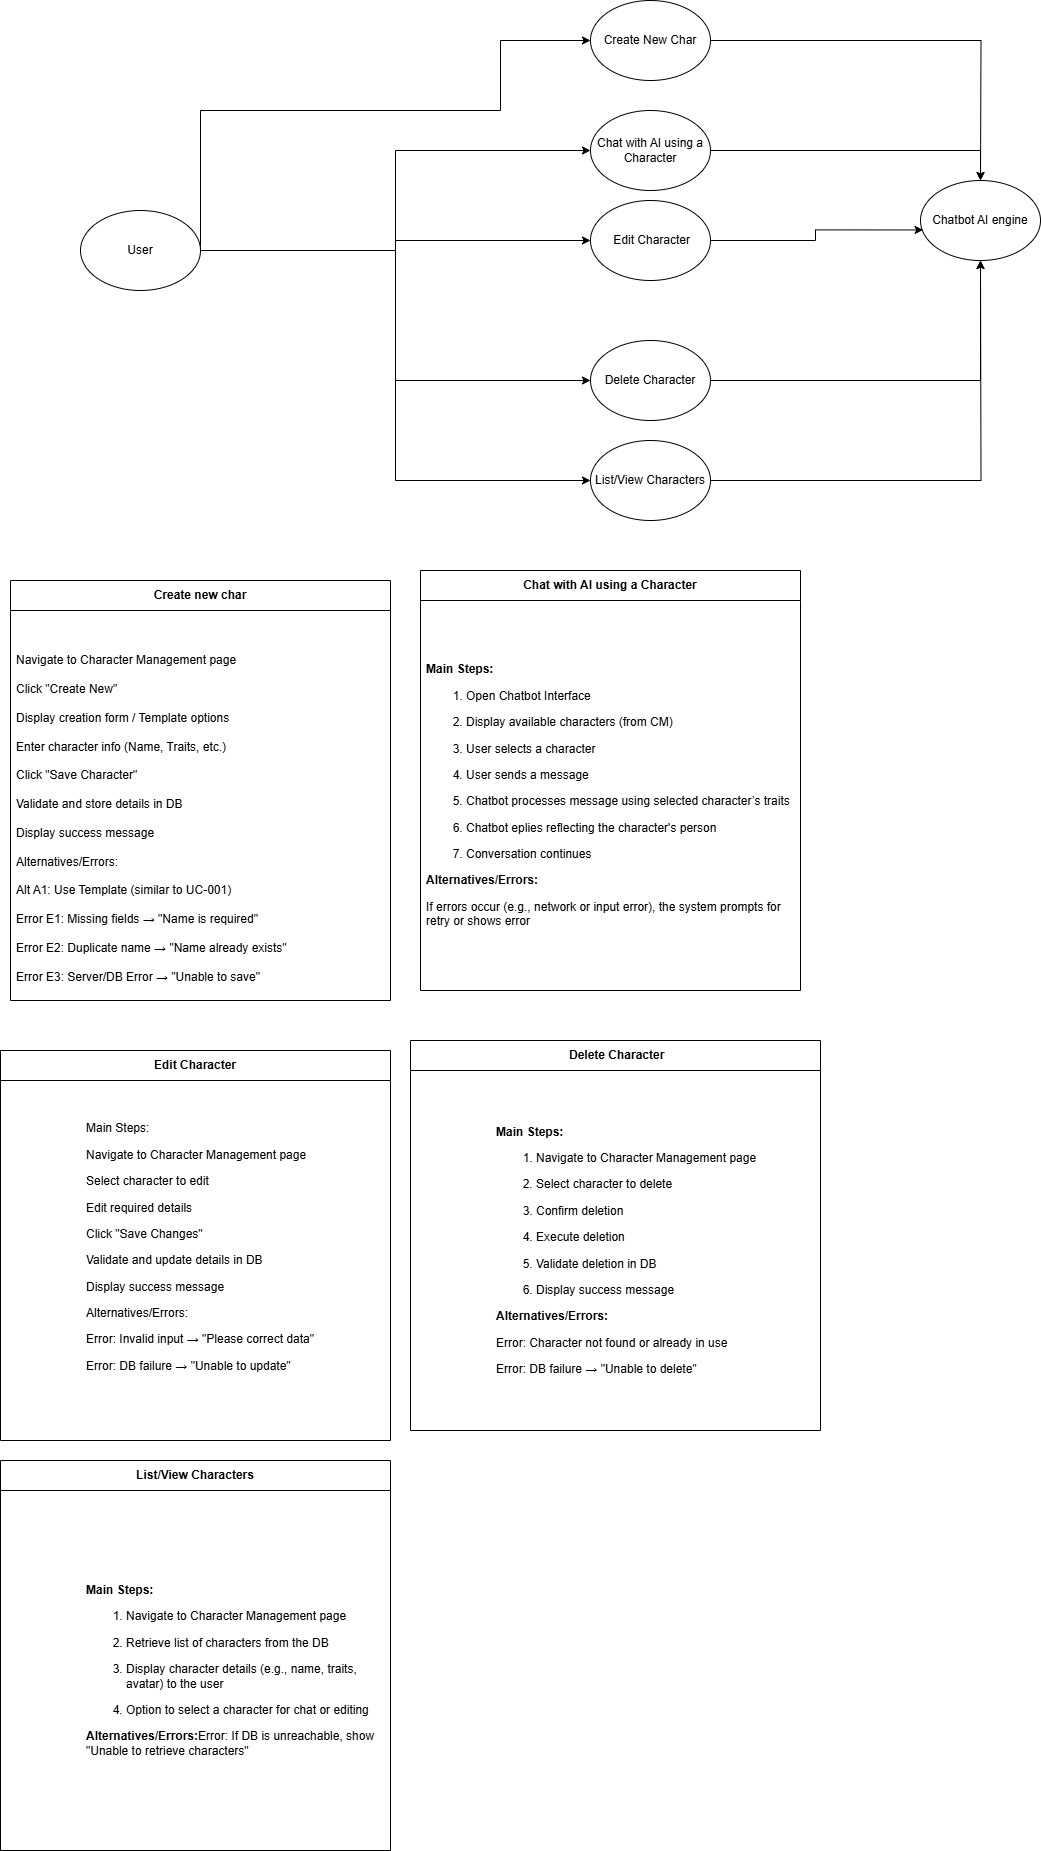 Create New Char
Chat with AI using a
Character
User
Edit Character
Chatbot AI engine
Delete Character
List/View Characters
Create new char
Navigate to Character Management page
Click "Create New"
Display creation form / Template options
Enter character info (Name, Traits, etc.)
Click "Save Character"
Validate and store details in DB
Display success message
Alternatives/Errors:
Alt A1: Use Template (similar to UC-001)
Error E1: Missing fields → "Name is required"
Error E2: Duplicate name → "Name already exists"
Error E3: Server/DB Error → "Unable to save"
Chat with AI using a Character
Main Steps:
1. Open Chatbot Interface
2. Display available characters (from CM)
3. User selects a character
4. User sends a message
5. Chatbot processes message using selected character’s traits
6. Chatbot eplies reflecting the character's person
7. Conversation continues
Alternatives/Errors:
If errors occur (e.g., network or input error), the system prompts for
retry or shows error
Edit Character
Main Steps:
Navigate to Character Management page
Select character to edit
Edit required details
Click "Save Changes"
Validate and update details in DB
Display success message
Alternatives/Errors:
Error: Invalid input → "Please correct data"
Error: DB failure → "Unable to update"
Delete Character
Main Steps:
1. Navigate to Character Management page
2. Select character to delete
3. Confirm deletion
4. Execute deletion
5. Validate deletion in DB
6. Display success message
Alternatives/Errors:
Error: Character not found or already in use
Error: DB failure → "Unable to delete"
List/View Characters
Main Steps:
1. Navigate to Character Management page
2. Retrieve list of characters from the DB
3. Display character details (e.g., name, traits,
avatar) to the user
4. Option to select a character for chat or editing
Alternatives/Errors:Error: If DB is unreachable, show
"Unable to retrieve characters"